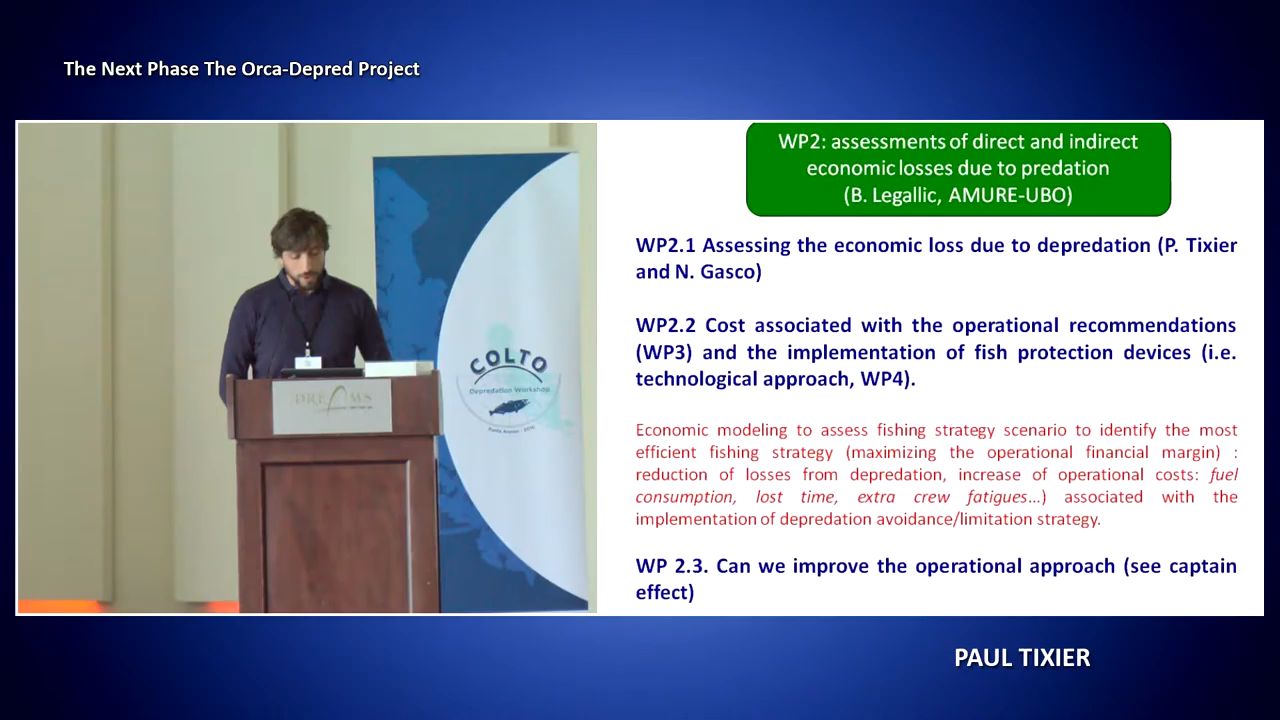 The Next Phase The Orca-Depred Project
WP2: assessments of direct and indirect
economic losses due to predation
(B. Legallic, AMURE-UBO)
WP2.1 Assessing the economic loss due to depredation (P. Tixier
and N. Gasco)
WP2.2 Cost associated with the operational recommendations
(WP3) and the implementation of fish protection devices (i.e.
technological approach, WP4).
Economic modeling to assess fishing strategy scenario to identify the most
efficient fishing strategy (maximizing the operational financial margin) :
reduction of losses from depredation, increase of operational costs: fuel
consumption, lost time, extra crew fatigues...) associated with the
implementation of depredation avoidance/limitation strategy.
WP 2.3. Can we improve the operational approach (see captain
effect)
COLTO
Depredation Workshop
DREAMS
PAUL TIXIER